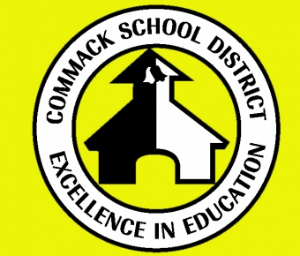 COMMACK SCHOOL DISTRICT
EXCELLENCE IN EDUCATION